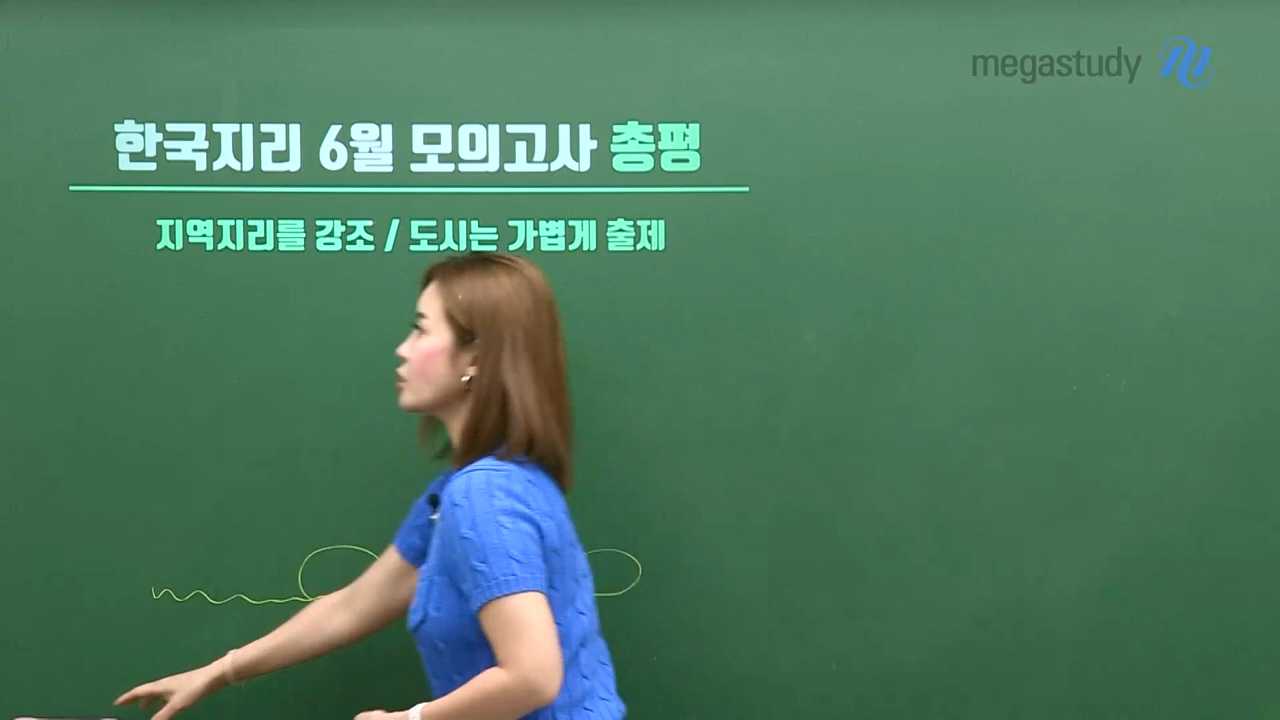 megastudy
한국지리 6월 모의고사 총평
지역지리를 강조 / 도시는 가볍게 출제